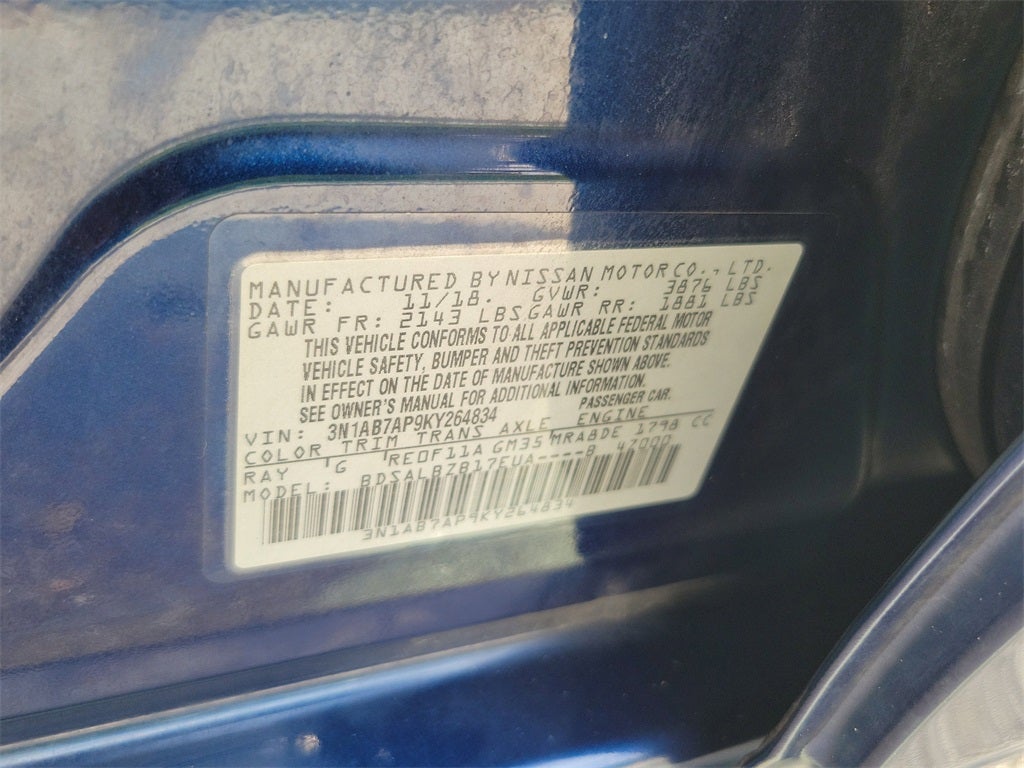 MANUFACTURED BY NISSAN MOTOR CO., LTD.
DATE: 11/18. GVWR: 3876 LBS
GAWR FR: 2143 LBS GAWR RR: 1881 LBS
THIS VEHICLE CONFORMS TO ALL APPLICABLE FEDERAL MOTOR
VEHICLE SAFETY, BUMPER AND THEFT PREVENTION STANDARDS
IN EFFECT ON THE DATE OF MANUFACTURE SHOWN ABOVE.
SEE OWNER'S MANUAL FOR ADDITIONAL INFORMATION.
VIN: 3N1AB7AP9KY264834 PASSENGER CAR.
COLOR TRIM TRANS AXLE ENGINE
RAY G RE0F11A GM35 MRA8DE 1798 CC
MODEL: BDSALBZB17EUA----B 47000
3N1AB7AP9KY264834